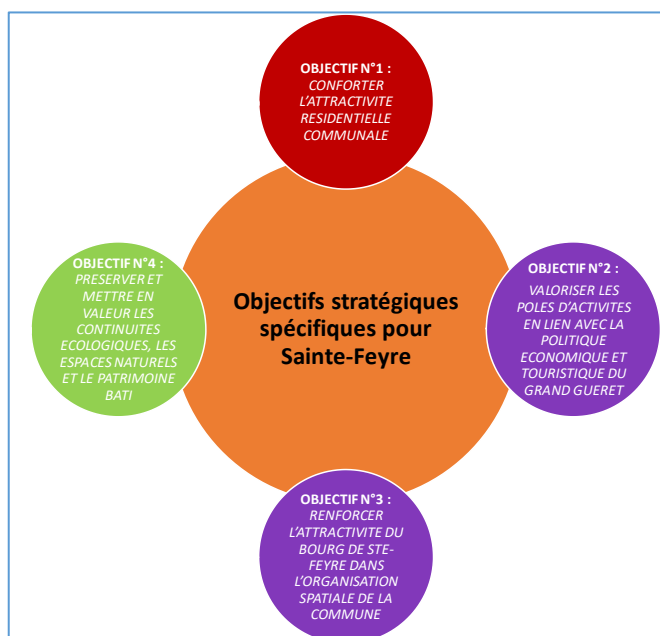 OBJECTIF N°1 :
CONFORTER
L'ATTRACTIVITE
RESIDENTIELLE
COMMUNALE
OBJECTIF N°4 :
PRESERVER ET
METTRE EN
VALEUR LES
CONTINUITES
ECOLOGIQUES, LES
ESPACES NATURELS
ET LE PATRIMOINE
BATI
Objectifs stratégiques
spécifiques pour
Sainte-Feyre
OBJECTIF N°2 :
VALORISER LES
POLES D'ACTIVITES
EN LIEN AVEC LA
POLITIQUE
ECONOMIQUE ET
TOURISTIQUE DU
GRAND GUERET
OBJECTIF N°3 :
RENFORCER
L'ATTRACTIVITE DU
BOURG DE STE-
FEYRE DANS
L'ORGANISATION
SPATIALE DE LA
COMMUNE